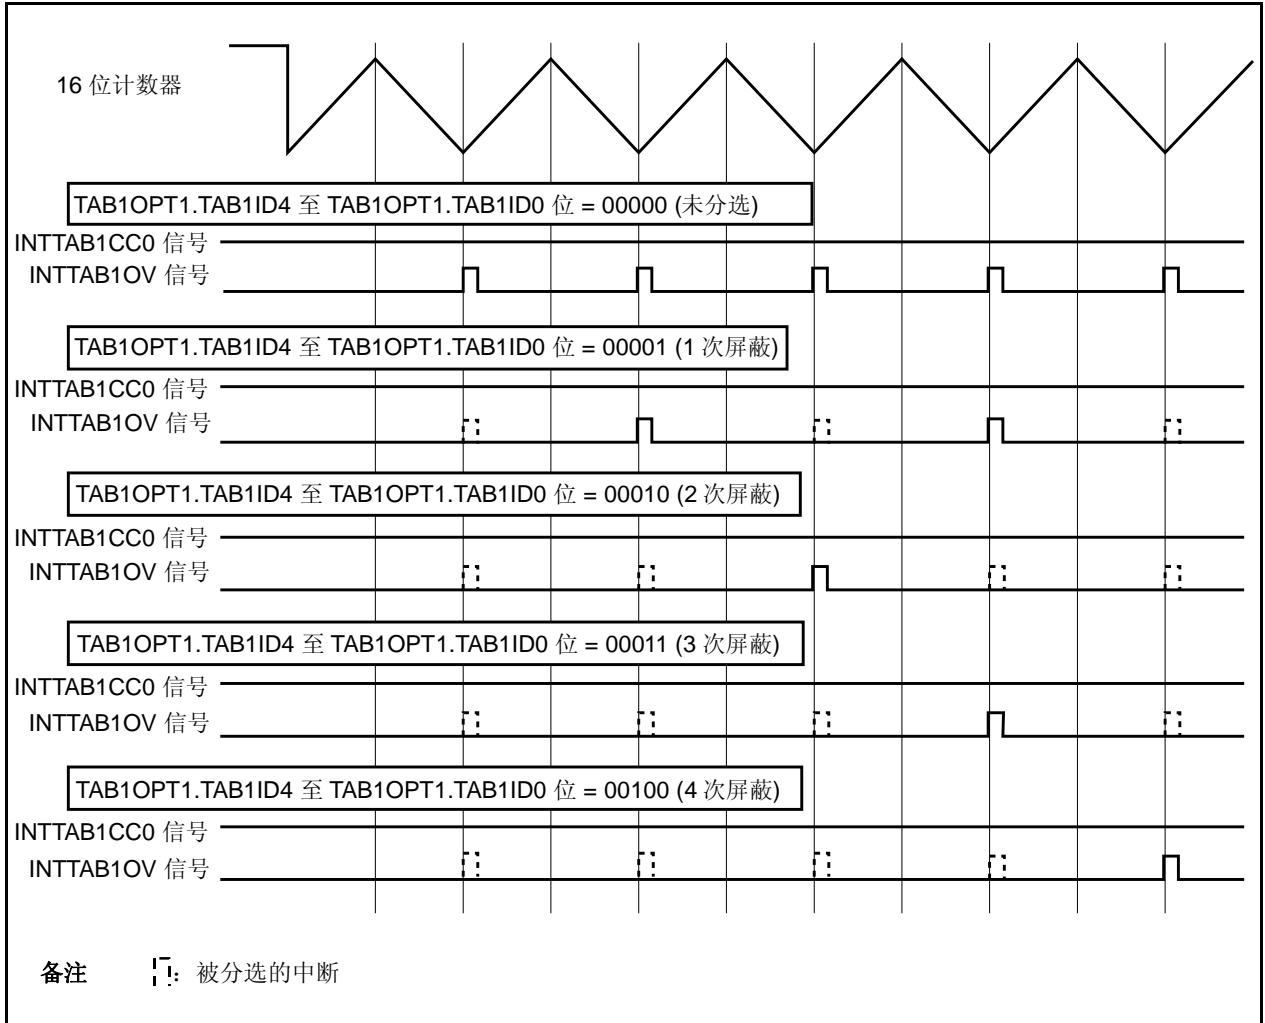 16 位计数器
TAB1OPT1.TAB1ID4 至 TAB1OPT1.TAB1ID0 位 = 00000 (未分选)
INTTAB1CC0 信号
INTTAB1OV 信号
TAB1OPT1.TAB1ID4 至 TAB1OPT1.TAB1ID0 位 = 00001 (1 次屏蔽)
INTTAB1CC0 信号
INTTAB1OV 信号
TAB1OPT1.TAB1ID4 至 TAB1OPT1.TAB1ID0 位 = 00010 (2 次屏蔽)
INTTAB1CC0 信号
INTTAB1OV 信号
TAB1OPT1.TAB1ID4 至 TAB1OPT1.TAB1ID0 位 = 00011 (3 次屏蔽)
INTTAB1CC0 信号
INTTAB1OV 信号
TAB1OPT1.TAB1ID4 至 TAB1OPT1.TAB1ID0 位 = 00100 (4 次屏蔽)
INTTAB1CC0 信号
INTTAB1OV 信号
备注 : 被分选的中断